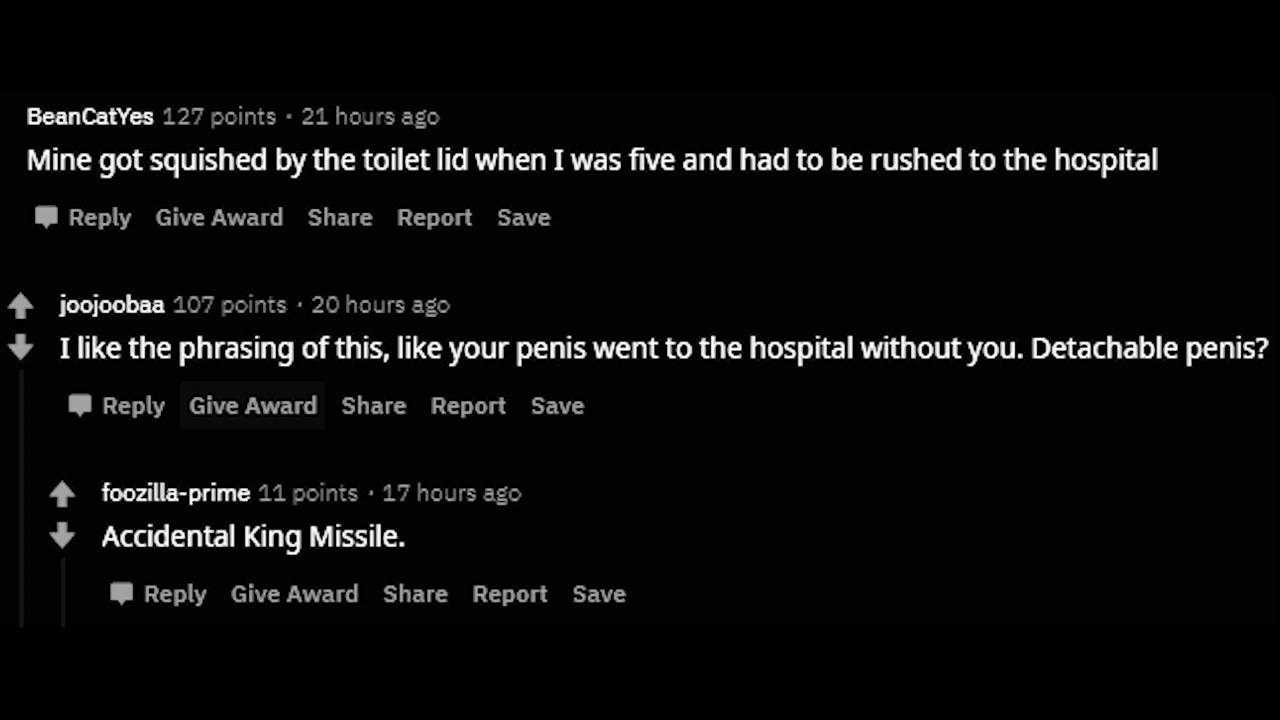 BeanCatYes 127 points · 21 hours ago
Mine got squished by the toilet lid when I was five and had to be rushed to the hospital
Reply Give Award Share Report Save
joojoobaa 107 points · 20 hours ago
I like the phrasing of this, like your penis went to the hospital without you. Detachable penis?
Reply Give Award Share Report Save
foozilla-prime 11 points · 17 hours ago
Accidental King Missile.
Reply Give Award Share Report Save